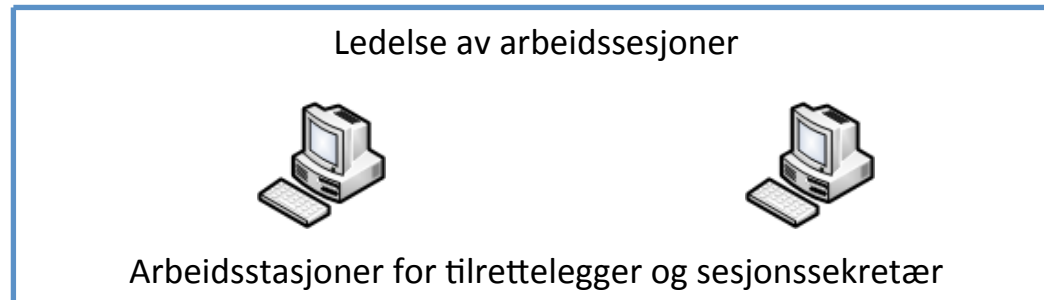 Ledelse av arbeidssesjoner
Arbeidsstasjoner for tilrettelegger og sesjonssekretær